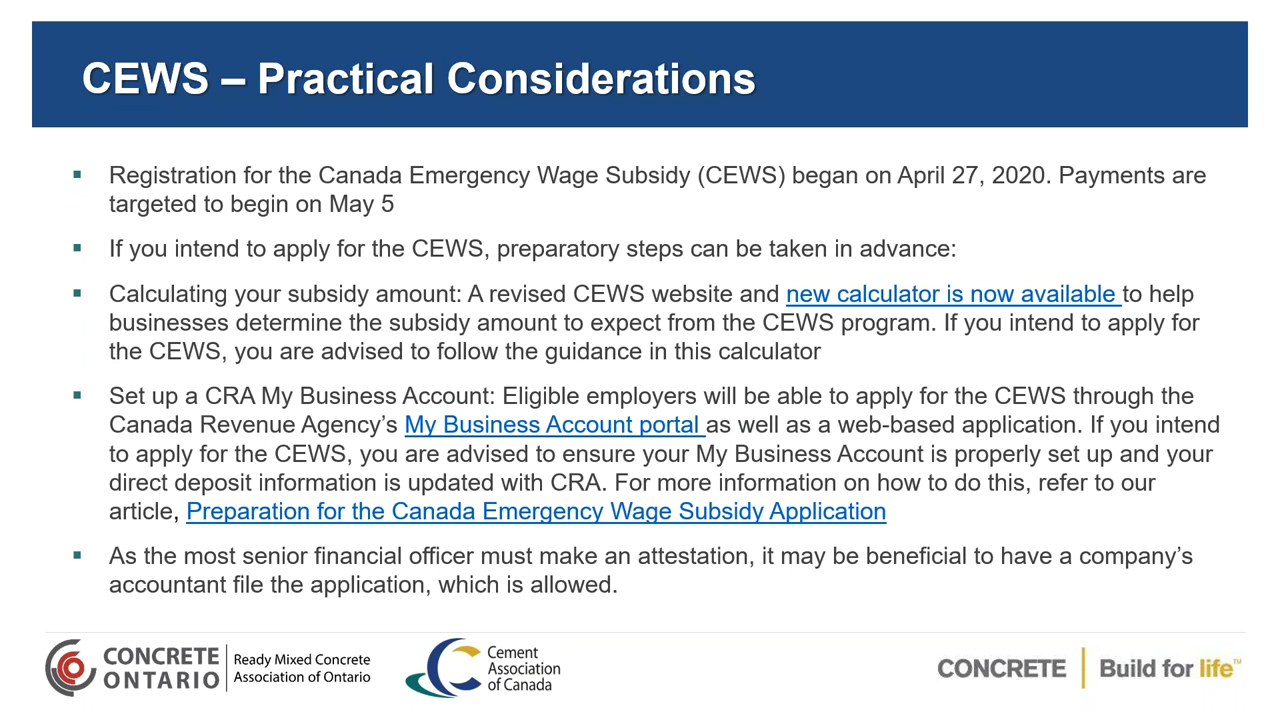 CEWS – Practical Considerations
▪ Registration for the Canada Emergency Wage Subsidy (CEWS) began on April 27, 2020. Payments are
targeted to begin on May 5
▪ If you intend to apply for the CEWS, preparatory steps can be taken in advance:
▪ Calculating your subsidy amount: A revised CEWS website and new calculator is now available to help
businesses determine the subsidy amount to expect from the CEWS program. If you intend to apply for
the CEWS, you are advised to follow the guidance in this calculator
▪ Set up a CRA My Business Account: Eligible employers will be able to apply for the CEWS through the
Canada Revenue Agency’s My Business Account portal as well as a web-based application. If you intend
to apply for the CEWS, you are advised to ensure your My Business Account is properly set up and your
direct deposit information is updated with CRA. For more information on how to do this, refer to our
article, Preparation for the Canada Emergency Wage Subsidy Application
▪ As the most senior financial officer must make an attestation, it may be beneficial to have a company’s
accountant file the application, which is allowed.
CONCRETE
ONTARIO
Ready Mixed Concrete
Association of Ontario
Cement
Association
of Canada
CONCRETE | Build for life™